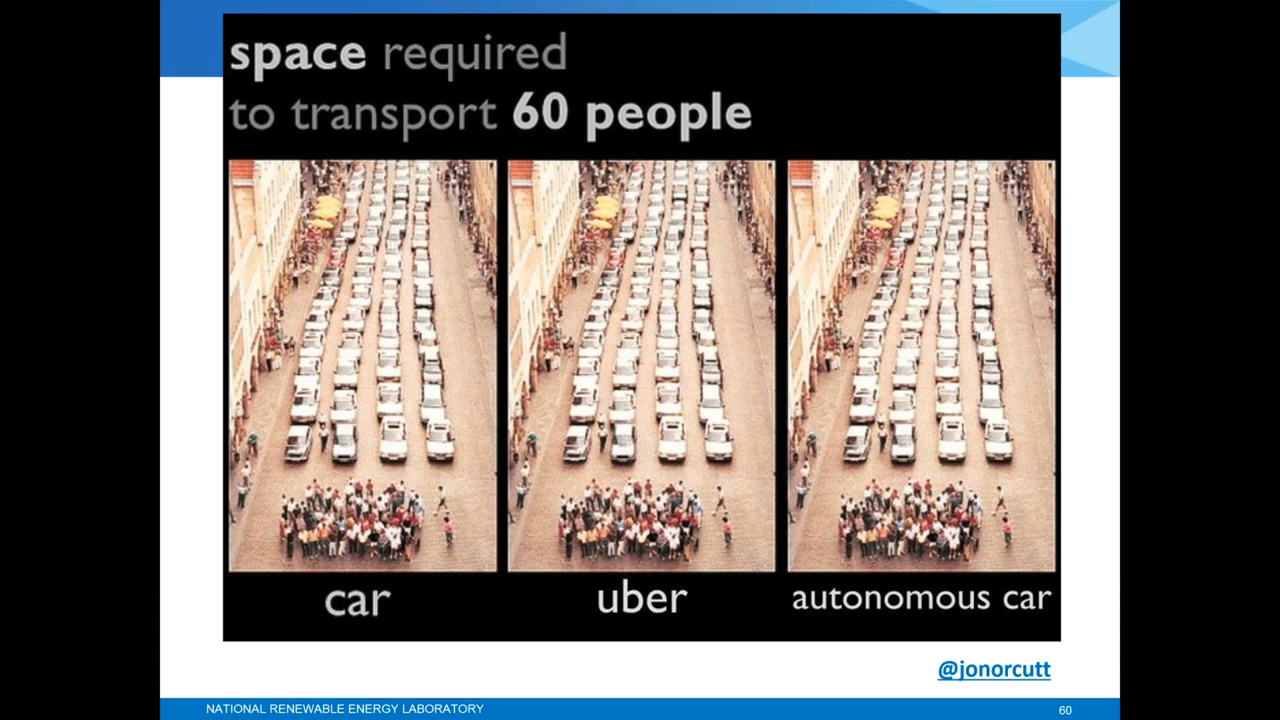 space required
to transport 60 people
car
uber
autonomous car
@jonorcutt
NATIONAL RENEWABLE ENERGY LABORATORY
60